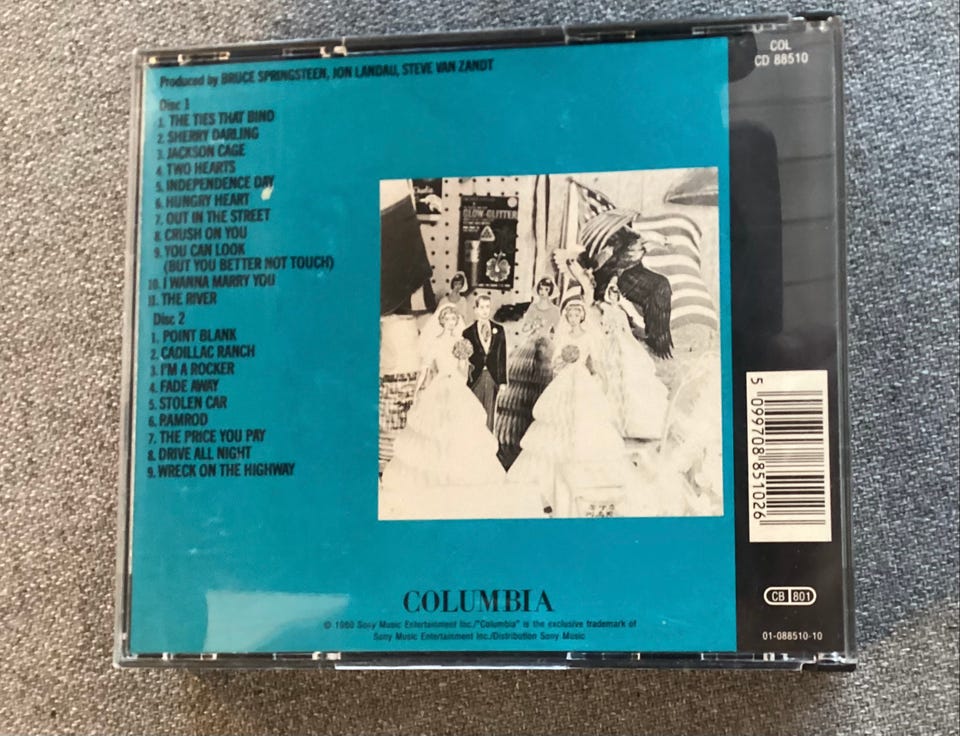 Produced by BRUCE SPRINGSTEEN, JON LANDAU, STEVE VAN ZANDT
Disc 1
1. THE TIES THAT BIND
2. SHERRY DARLING
3. JACKSON CAGE
4. TWO HEARTS
5. INDEPENDENCE DAY
6. HUNGRY HEART
7. OUT IN THE STREET
8. CRUSH ON YOU
9. YOU CAN LOOK
(BUT YOU BETTER NOT TOUCH)
10. I WANNA MARRY YOU
11. THE RIVER
Disc 2
1. POINT BLANK
2. CADILLAC RANCH
3. I'M A ROCKER
4. FADE AWAY
5. STOLEN CAR
6. RAMROD
7. THE PRICE YOU PAY
8. DRIVE ALL NIGHT
9. WRECK ON THE HIGHWAY
GLOW-GLITTER
COLUMBIA
© 1980 Sony Music Entertainment Inc./"Columbia" is the exclusive trademark of
Sony Music Entertainment Inc./Distribution Sony Music
COL
CD 88510
5 099708 851026
CB 801
01-088510-10